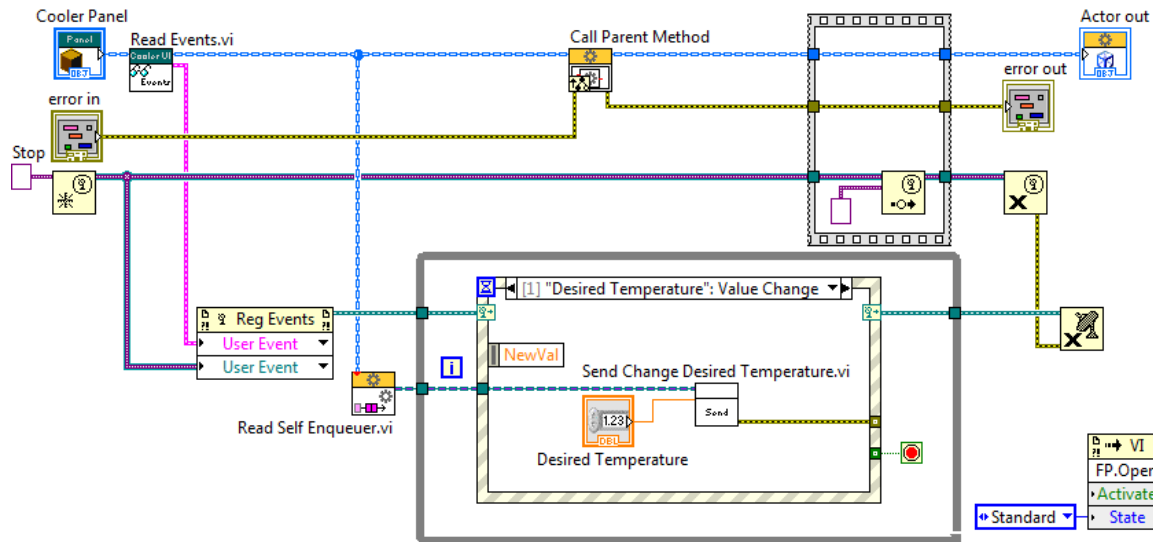 Cooler Panel
Panel
OBJ
Read Events.vi
Cooler UI
Events
Call Parent Method
Actor out
OBJ
error in
error out
Stop
Reg Events
User Event
User Event
[1] "Desired Temperature": Value Change
NewVal
i
Send Change Desired Temperature.vi
1.23
DBL
Send
Desired Temperature
Read Self Enqueuer.vi
VI
FP.Oper
Activate
Standard
State